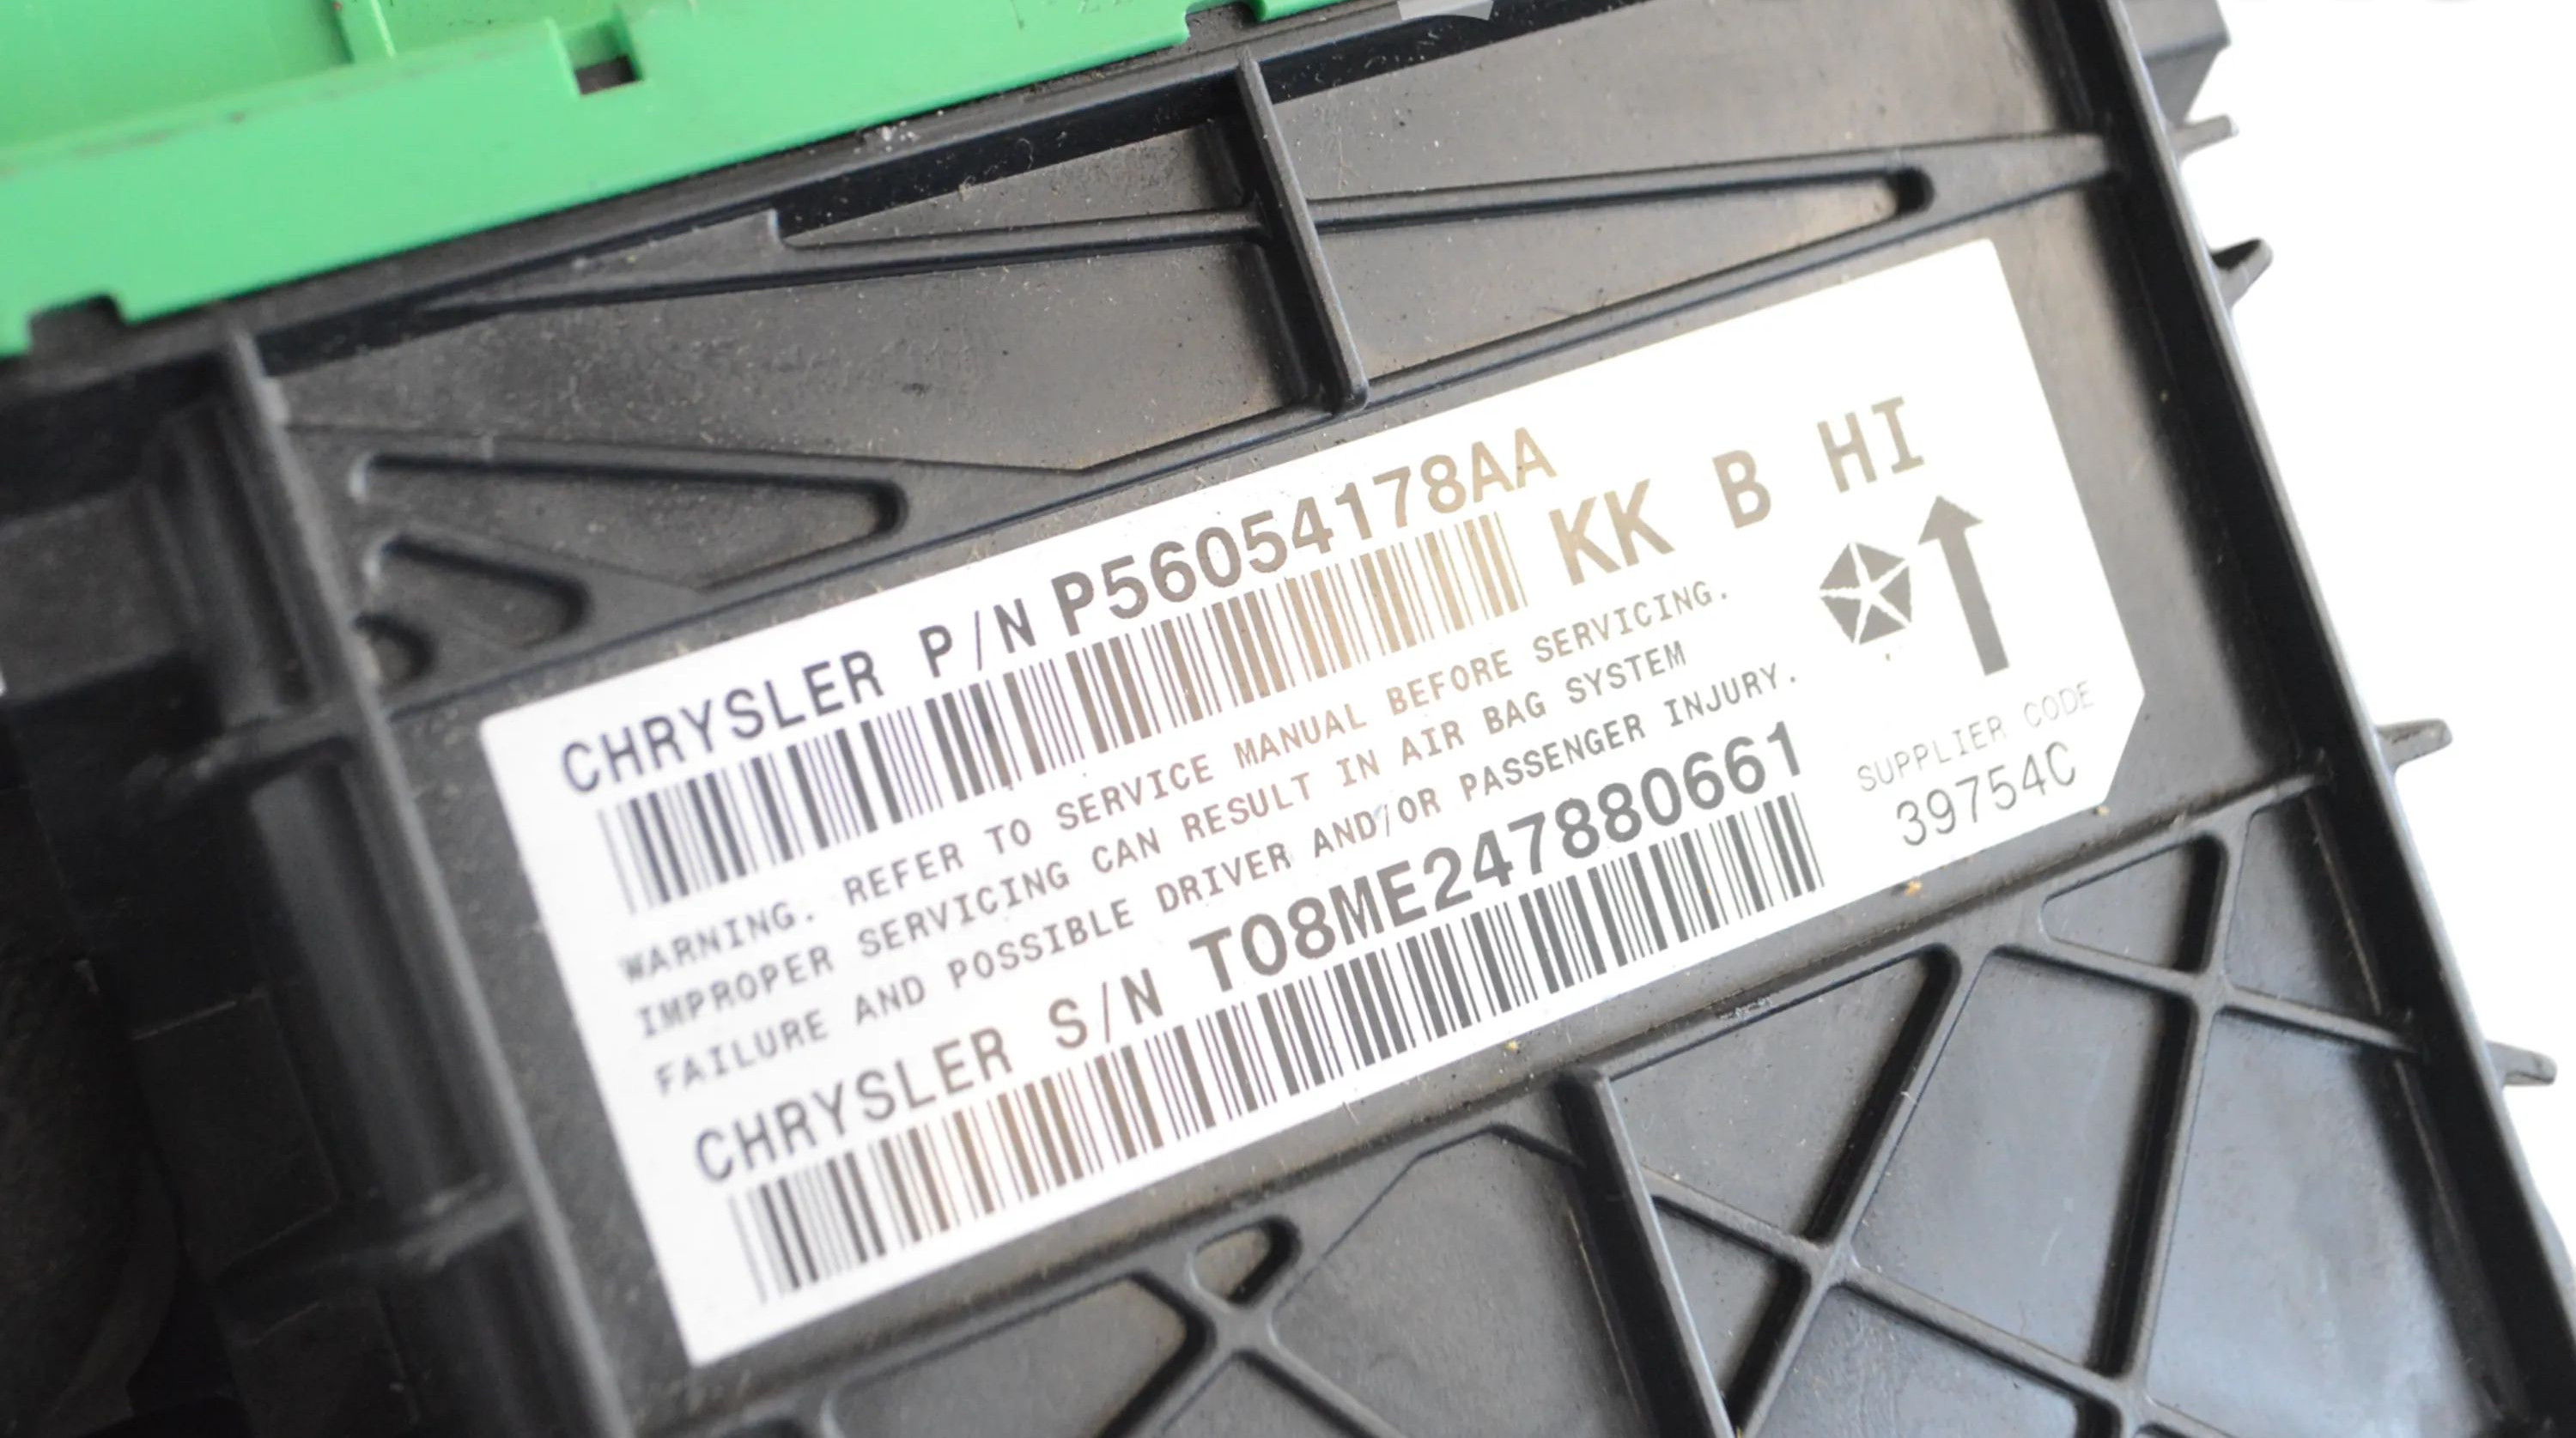 CHRYSLER P/N P56054178AA
KK B HI
WARNING. REFER TO SERVICE MANUAL BEFORE SERVICING.
IMPROPER SERVICING CAN RESULT IN AIR BAG SYSTEM
FAILURE AND POSSIBLE DRIVER AND/OR PASSENGER INJURY.
CHRYSLER S/N T08ME247880661
SUPPLIER CODE
39754C